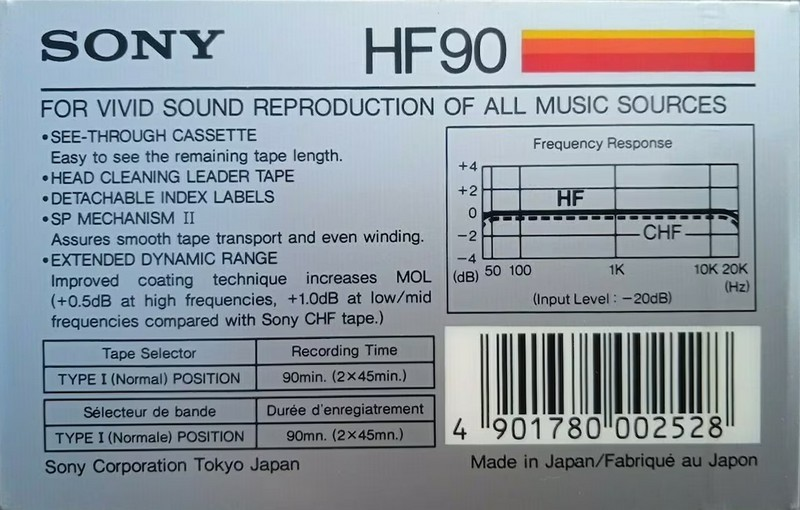 SONY HF90
FOR VIVID SOUND REPRODUCTION OF ALL MUSIC SOURCES
•SEE-THROUGH CASSETTE
Easy to see the remaining tape length.
•HEAD CLEANING LEADER TAPE
•DETACHABLE INDEX LABELS
•SP MECHANISM II
Assures smooth tape transport and even winding.
•EXTENDED DYNAMIC RANGE
Improved coating technique increases MOL
(+0.5dB at high frequencies, +1.0dB at low/mid
frequencies compared with Sony CHF tape.)
Frequency Response
+4
+2
0
−2
−4
HF
CHF
(dB) 50 100 1K 10K 20K
(Hz)
(Input Level : −20dB)
Tape Selector Recording Time
TYPE I (Normal) POSITION 90min. (2×45min.)
Sélecteur de bande Durée d'enregiatrement
TYPE I (Normale) POSITION 90mn. (2×45mn.)
4 901780 002528
Sony Corporation Tokyo Japan
Made in Japan/Fabriqué au Japon